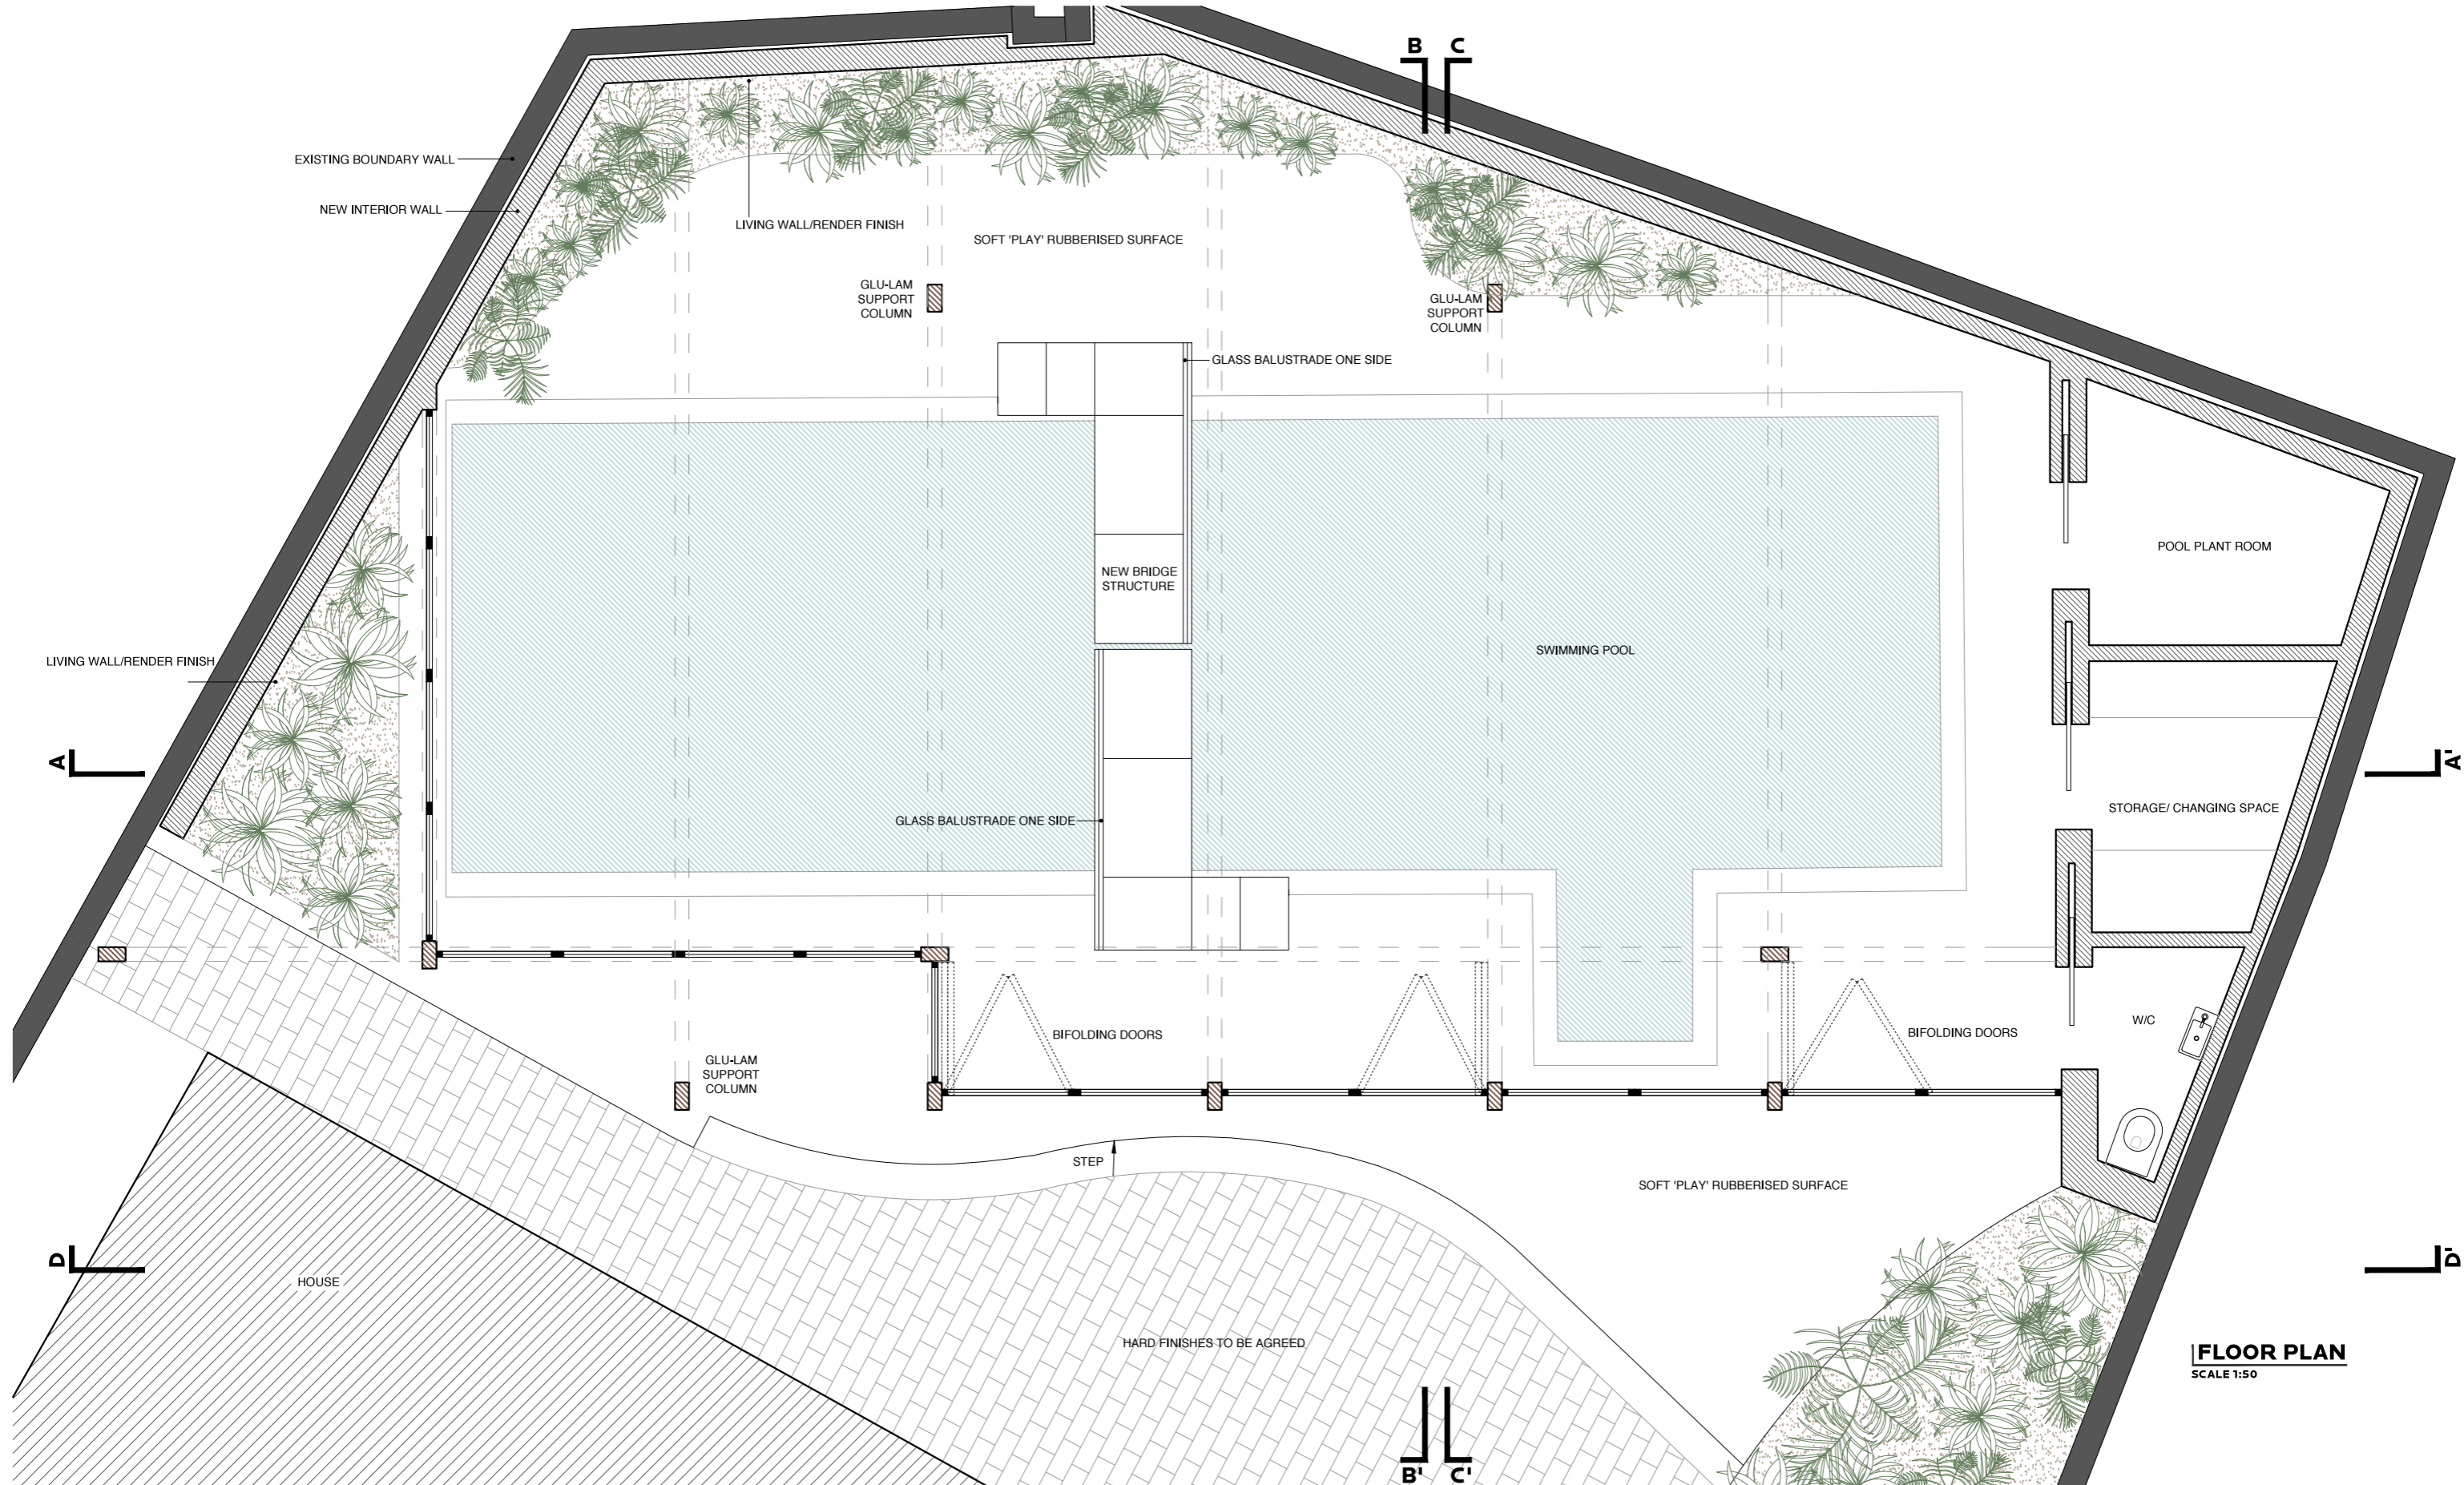 B C
EXISTING BOUNDARY WALL
NEW INTERIOR WALL
LIVING WALL/RENDER FINISH
SOFT 'PLAY' RUBBERISED SURFACE
GLU-LAM
SUPPORT
COLUMN
GLU-LAM
SUPPORT
COLUMN
GLASS BALUSTRADE ONE SIDE
POOL PLANT ROOM
NEW BRIDGE
STRUCTURE
SWIMMING POOL
LIVING WALL/RENDER FINISH
A
A'
STORAGE/ CHANGING SPACE
GLASS BALUSTRADE ONE SIDE
W/C
BIFOLDING DOORS
BIFOLDING DOORS
GLU-LAM
SUPPORT
COLUMN
STEP
SOFT 'PLAY' RUBBERISED SURFACE
D
D'
HOUSE
HARD FINISHES TO BE AGREED
FLOOR PLAN
SCALE 1:50
B' C'